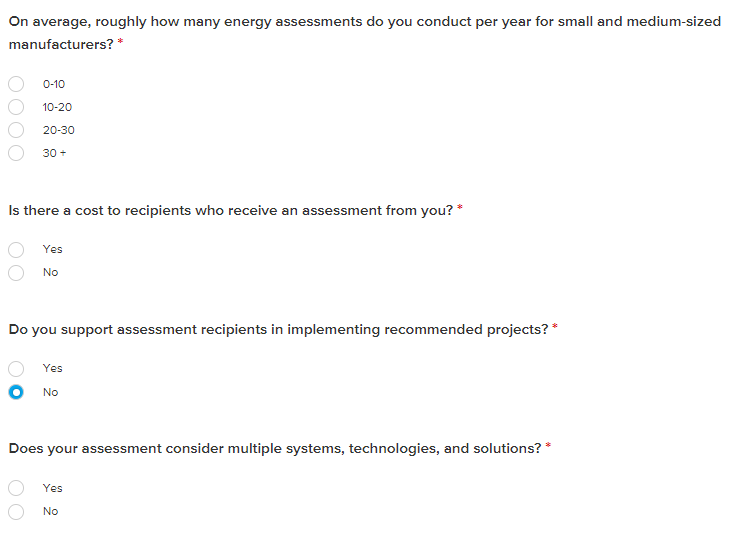 On average, roughly how many energy assessments do you conduct per year for small and medium-sized
manufacturers? *
0-10
10-20
20-30
30 +
Is there a cost to recipients who receive an assessment from you? *
Yes
No
Do you support assessment recipients in implementing recommended projects? *
Yes
No
Does your assessment consider multiple systems, technologies, and solutions? *
Yes
No